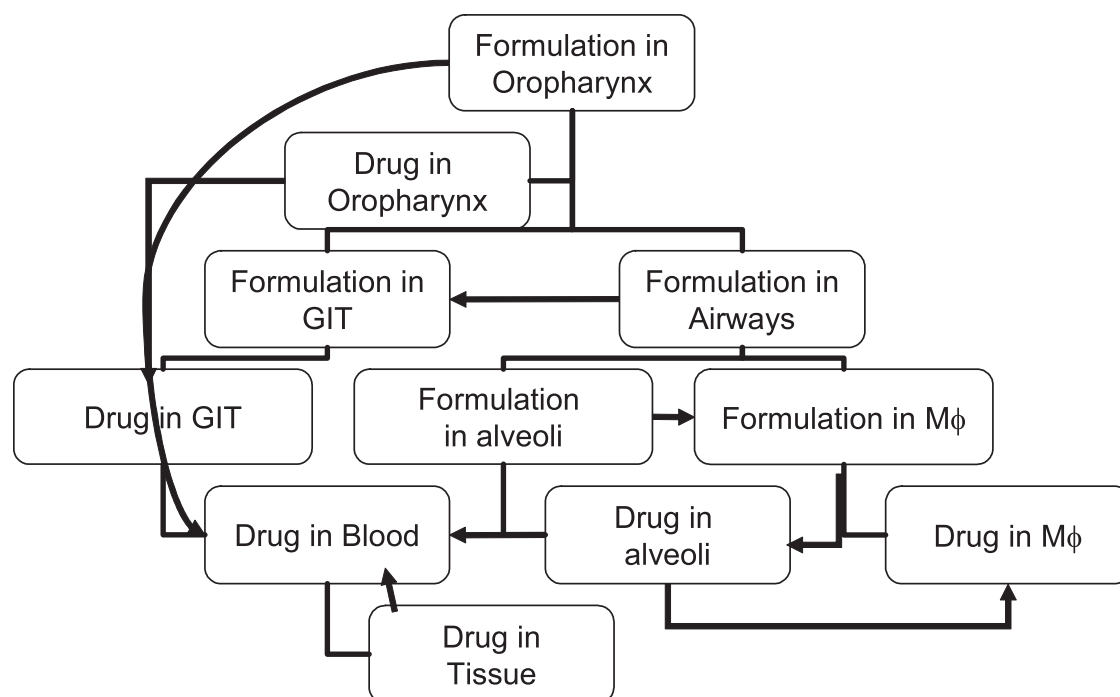 Formulation in
Oropharynx
Drug in
Oropharynx
Formulation in
GIT
Formulation in
Airways
Drug in GIT
Formulation
in alveoli
Formulation in Mϕ
Drug in Blood
Drug in
alveoli
Drug in Mϕ
Drug in
Tissue